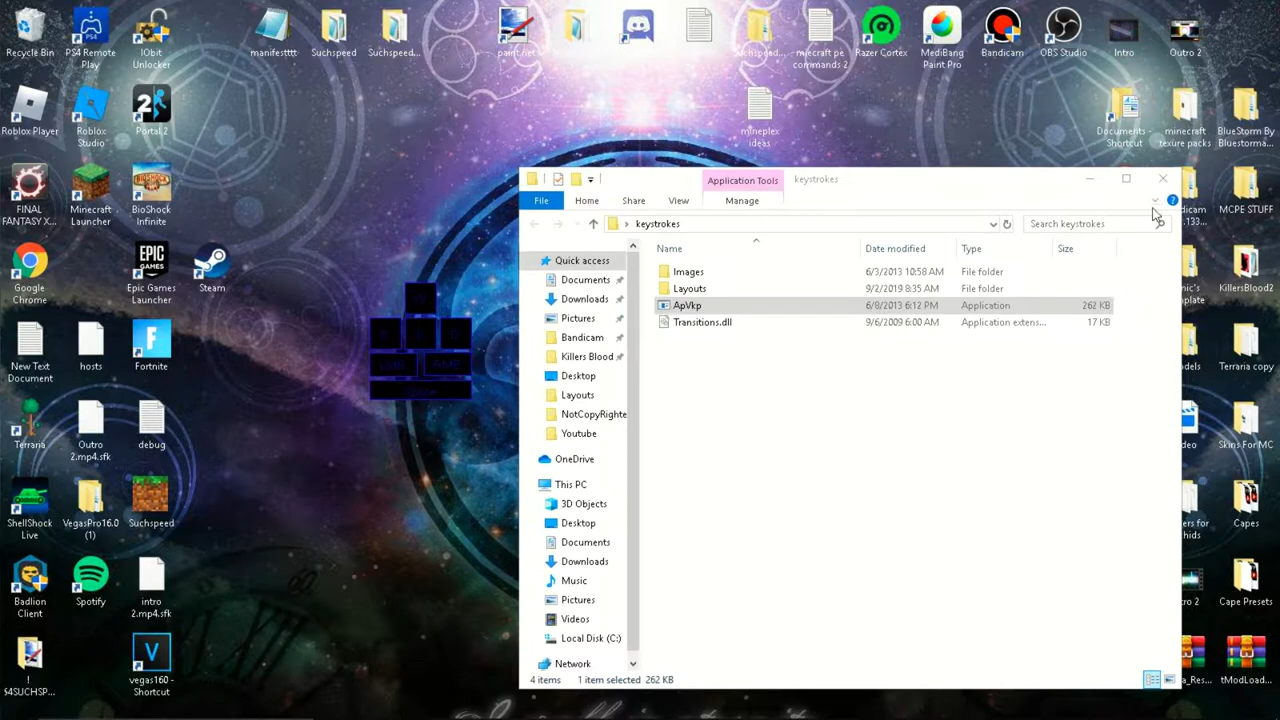 Recycle Bin
PS4 Remote Play
IObit Unlocker
manifestttt
Suchspeed
Suchspeed...
paint.net
Suchspeed...
miecraft pe commands 2
Razer Cortex
MediBang Paint Pro
Bandicam
OBS Studio
Intro
Outro 2
Roblox Player
Roblox Studio
Portal 2
mineplex ideas
Documents - Shortcut
minecraft texure packs
BlueStorm By Bluestorma...
FINAL FANTASY X...
Minecraft Launcher
BioShock Infinite
MCPE STUFF
Google Chrome
Epic Games Launcher
Steam
KillersBlood2
New Text Document
hosts
Fortnite
Terraria copy
Terraria
Outro 2.mp4.sfk
debug
Skins For MC
ShellShock Live
VegasPro16.0 (1)
Suchspeed
Capes
Badlion Client
Spotify
intro 2.mp4.sfk
Cape Presets
! S4SUCHSP...
vegas160 - Shortcut
tModLoad...
Application Tools
keystrokes
File
Home
Share
View
Manage
keystrokes
Search keystrokes
Name
Date modified
Type
Size
Images 6/3/2013 10:58 AM File folder
Layouts 9/2/2019 8:35 AM File folder
ApVkp 6/8/2013 6:12 PM Application 262 KB
Transitions.dll 9/6/2009 6:00 AM Application extens... 17 KB
Quick access
Documents
Downloads
Pictures
Bandicam
Killers Blood
Desktop
Layouts
NotCopyRighte
Youtube
OneDrive
This PC
3D Objects
Desktop
Documents
Downloads
Music
Pictures
Videos
Local Disk (C:)
Network
4 items 1 item selected 262 KB